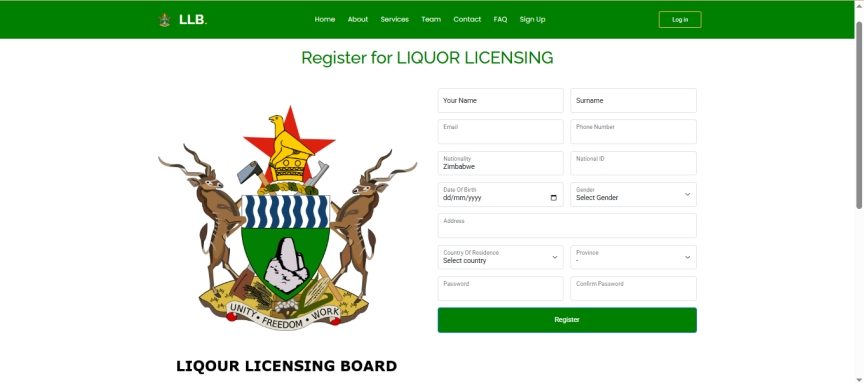 LLB.
Home About Services Team Contact FAQ Sign Up
Log in
Register for LIQUOR LICENSING
Your Name
Surname
Email
Phone Number
Nationality
Zimbabwe
National ID
Date Of Birth
dd/mm/yyyy
Gender
Select Gender
Address
Country Of Residence
Select country
Province
-
Password
Confirm Password
Register
UNITY • FREEDOM • WORK
LIQOUR LICENSING BOARD